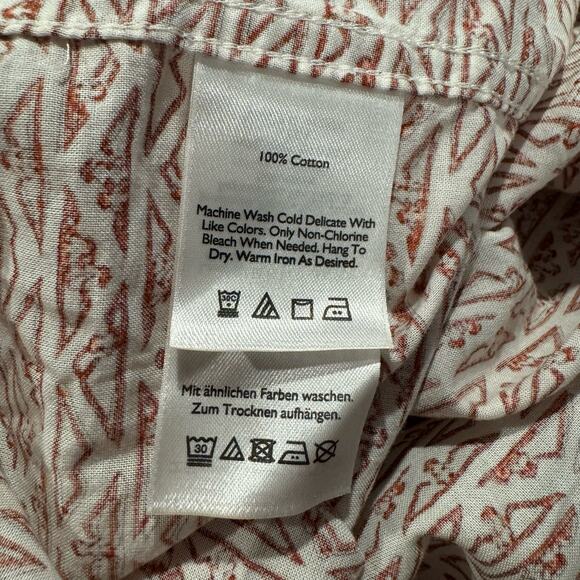 100% Cotton
Machine Wash Cold Delicate With
Like Colors. Only Non-Chlorine
Bleach When Needed. Hang To
Dry. Warm Iron As Desired.
30C
Mit ähnlichen Farben waschen.
Zum Trocknen aufhängen.
30